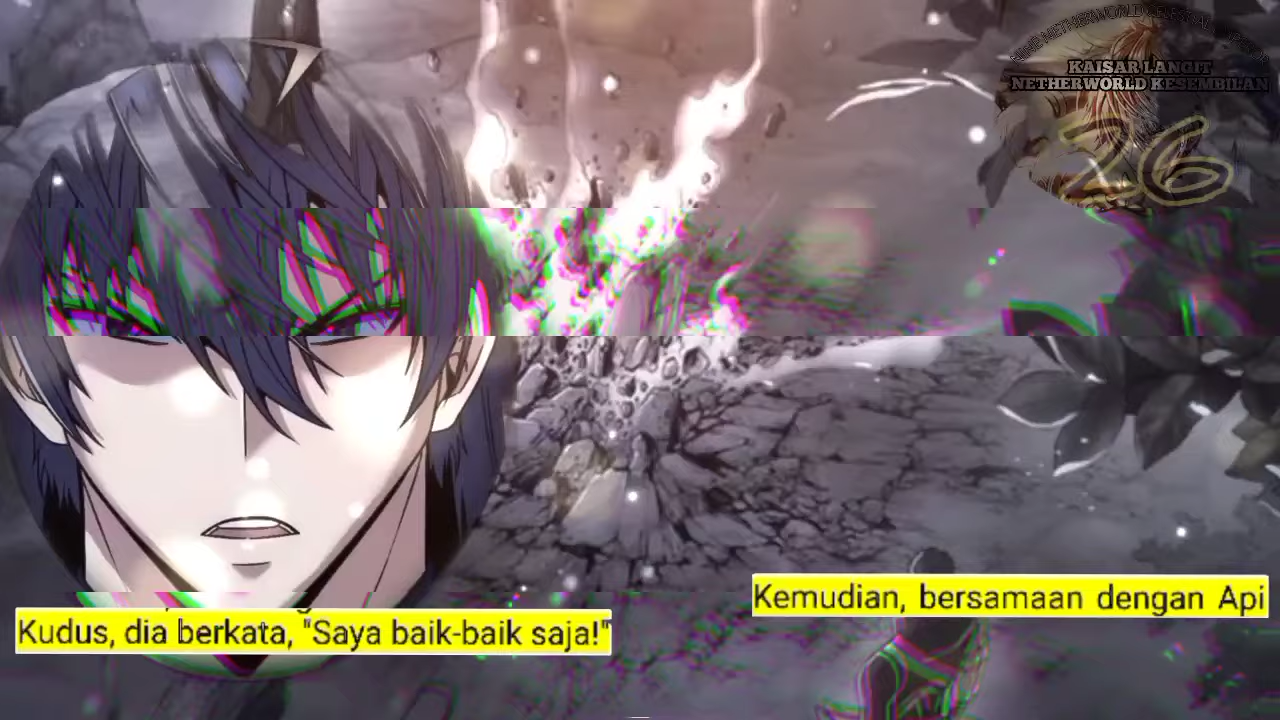 KAISAR LANGIT
NETHERWORLD KESEMBILAN
26
Kemudian, bersamaan dengan Api
Kudus, dia berkata, "Saya baik-baik saja!"